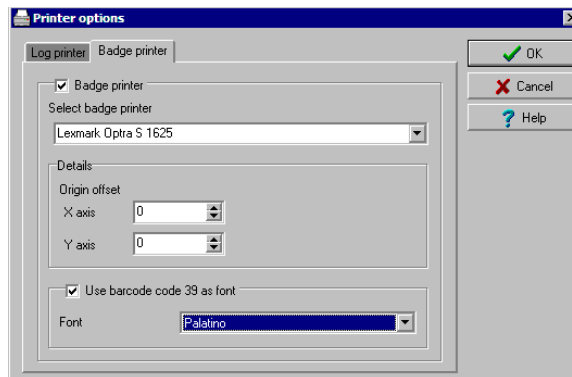 Printer options
Log printer Badge printer
OK
Cancel
Help
Badge printer
Select badge printer
Lexmark Optra S 1625
Details
Origin offset
X axis 0
Y axis 0
Use barcode code 39 as font
Font Palatino